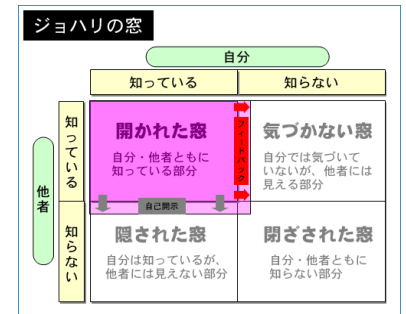 ジョハリの窓
自分
知っている
知らない
他者
知っている
知らない
開かれた窓
自分・他者ともに
知っている部分
フィードバック
気づかない窓
自分では気づいて
いないが、他者には
見える部分
自己開示
隠された窓
自分は知っているが、
他者には見えない部分
閉ざされた窓
自分・他者ともに
知らない部分